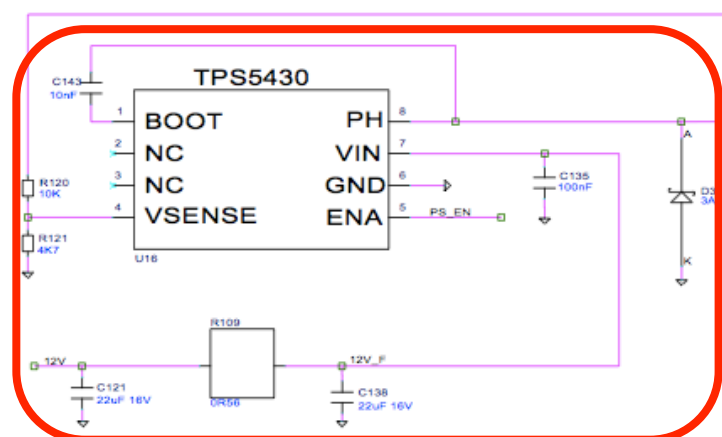 TPS5430
C143
10nF
1
BOOT
PH
8
2
NC
VIN
7
3
NC
GND
6
4
VSENSE
ENA
5
PS_EN
U16
R120
10K
R121
4K7
C135
100nF
A
D3
3A
K
R109
0R56
12V
12V_F
C121
22uF 16V
C138
22uF 16V